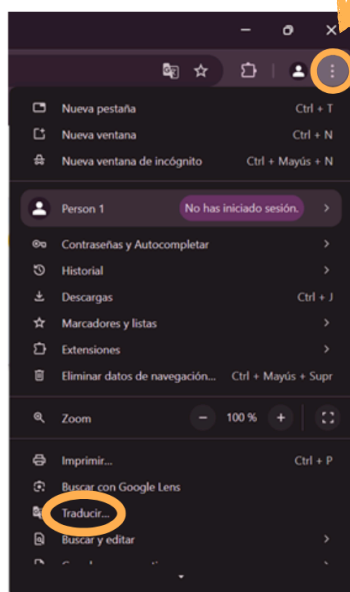 Nueva pestaña Ctrl + T
Nueva ventana Ctrl + N
Nueva ventana de incógnito Ctrl + Mayús + N
Person 1 No has iniciado sesión.
Contraseñas y Autocompletar
Historial
Descargas Ctrl + J
Marcadores y listas
Extensiones
Eliminar datos de navegación... Ctrl + Mayús + Supr
Zoom − 100 % +
Imprimir... Ctrl + P
Buscar con Google Lens
Traducir...
Buscar y editar